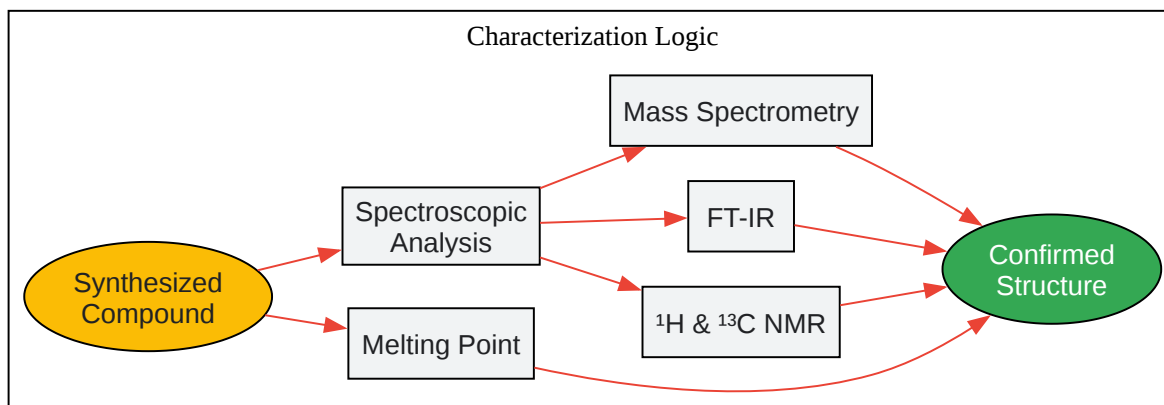 Characterization Logic
Mass Spectrometry
Spectroscopic
Analysis
FT-IR
Confirmed
Structure
Synthesized
Compound
¹H & ¹³C NMR
Melting Point